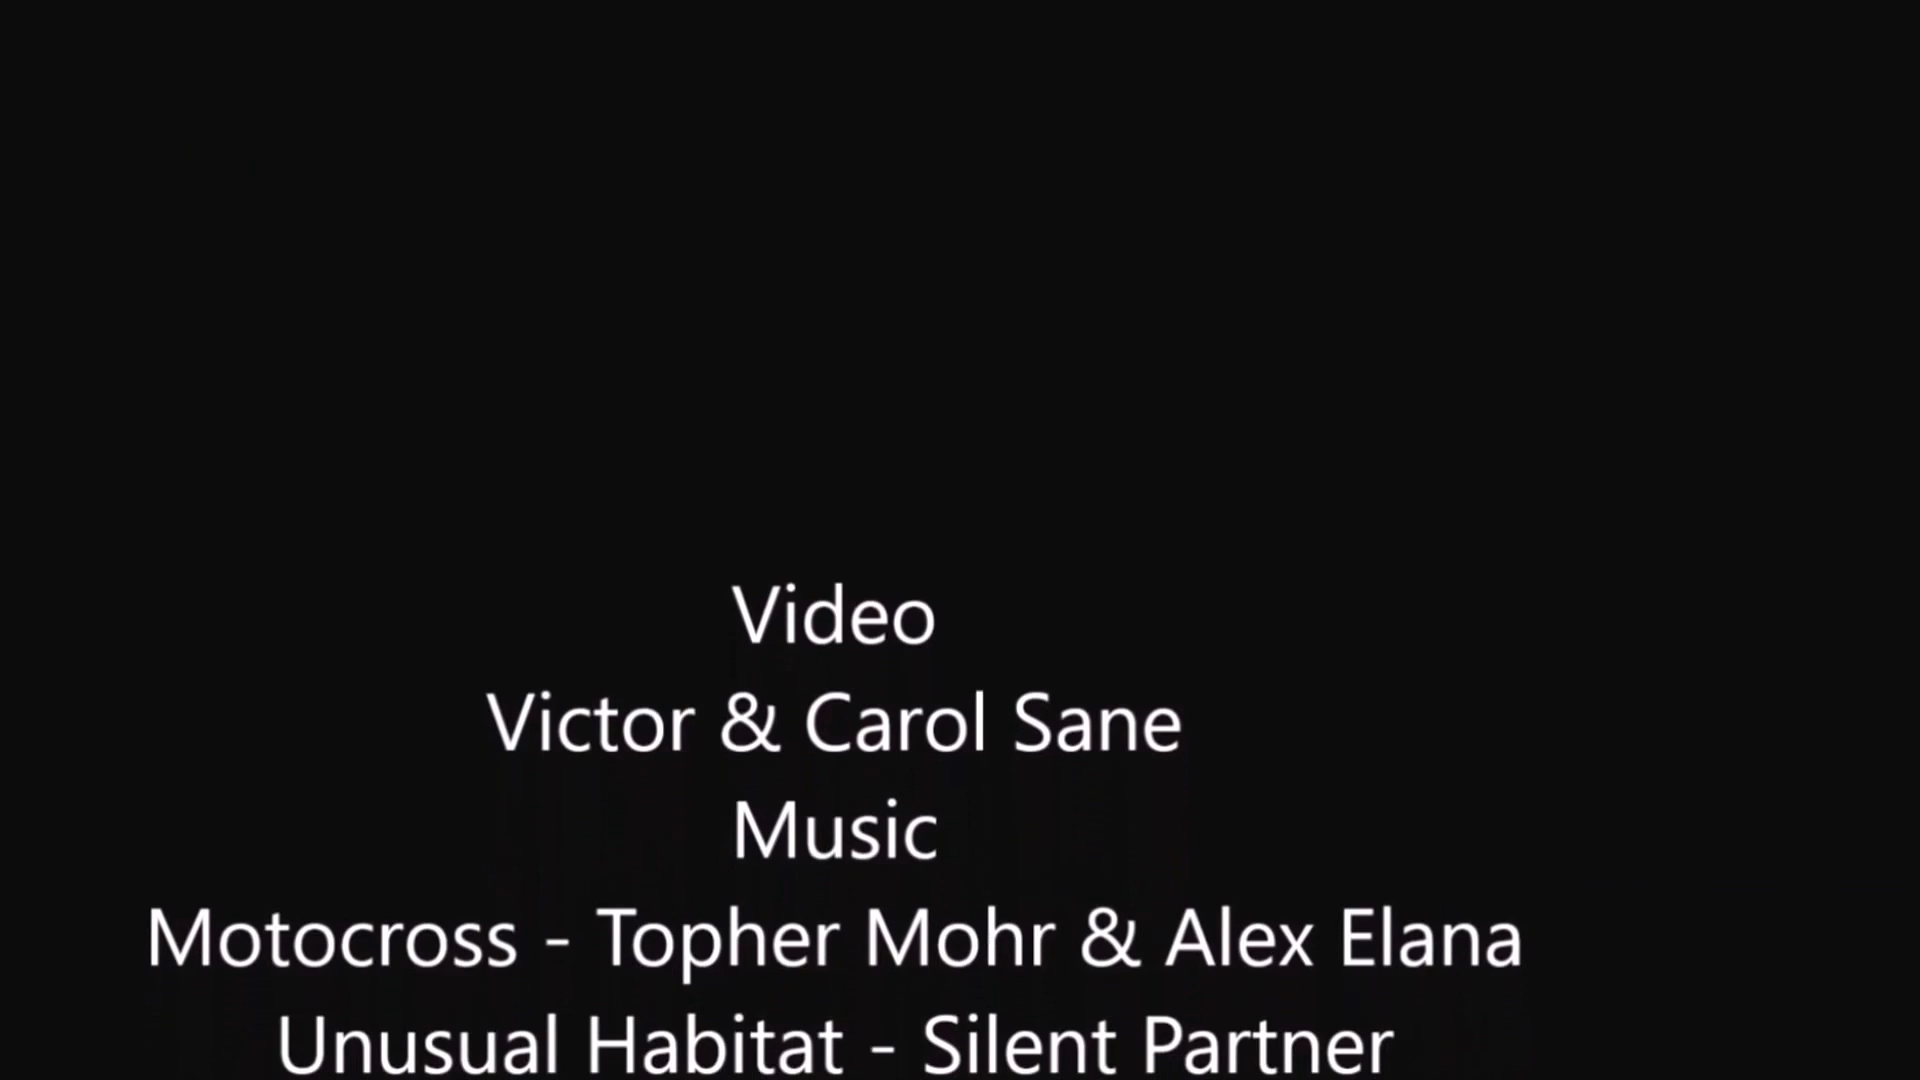 Video
Victor & Carol Sane
Music
Motocross - Topher Mohr & Alex Elana
Unusual Habitat - Silent Partner